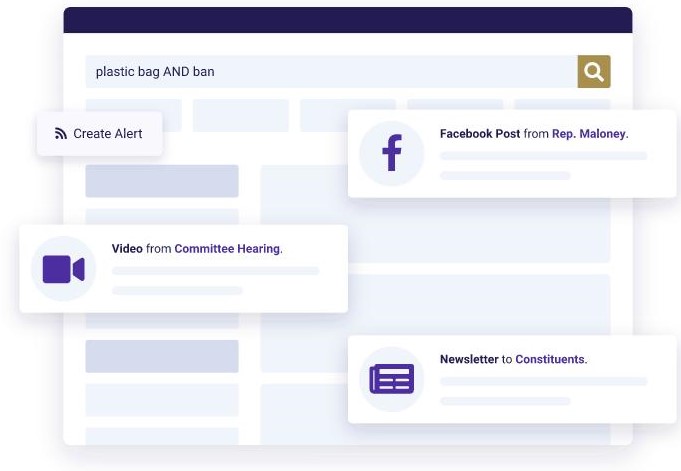 plastic bag AND ban
Create Alert
Facebook Post from Rep. Maloney.
Video from Committee Hearing.
Newsletter to Constituents.